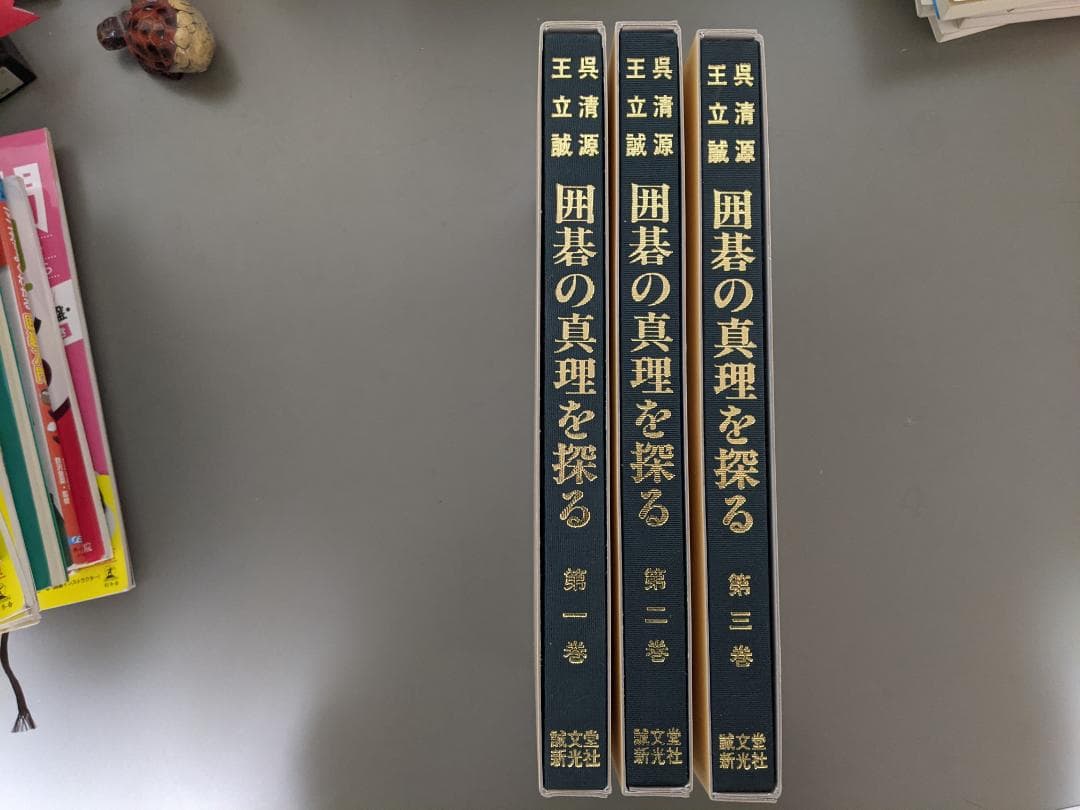 呉清源
王立誠
囲碁の真理を探る
第一巻
誠文堂
新光社
呉清源
王立誠
囲碁の真理を探る
第二巻
誠文堂
新光社
呉清源
王立誠
囲碁の真理を探る
第三巻
誠文堂
新光社